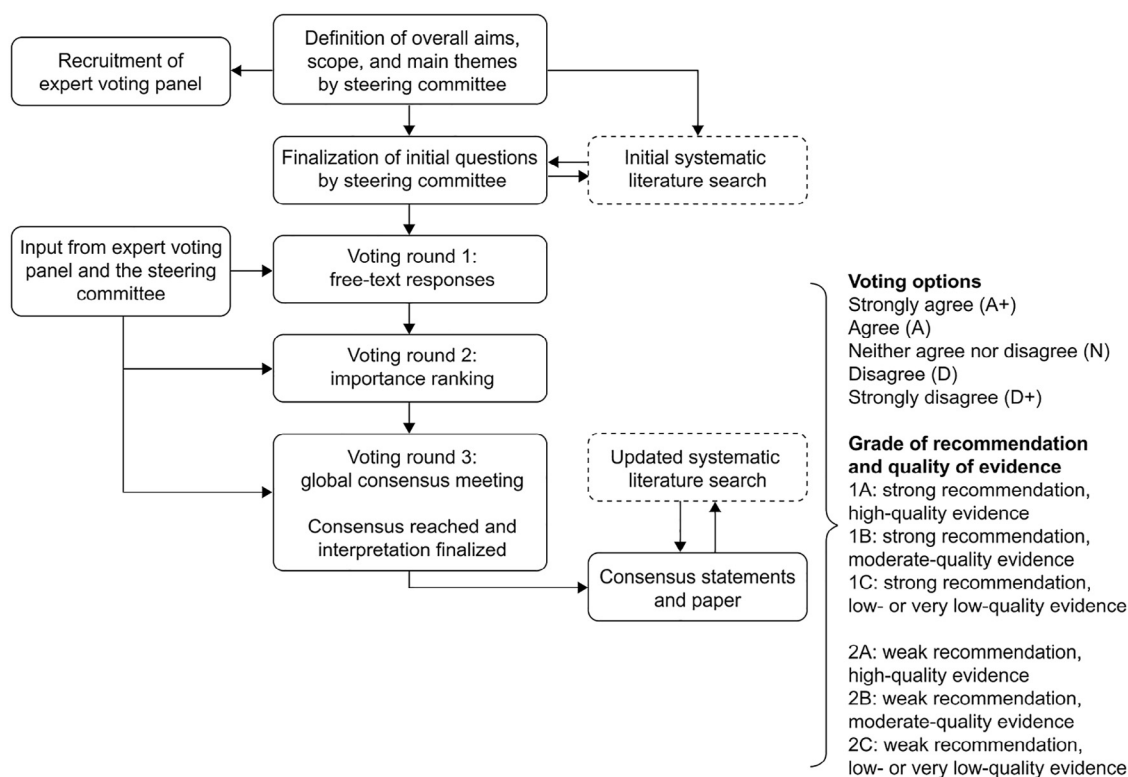 Recruitment of
expert voting panel
Definition of overall aims,
scope, and main themes
by steering committee
Finalization of initial questions
by steering committee
Initial systematic
literature search
Input from expert voting
panel and the steering
committee
Voting round 1:
free-text responses
Voting round 2:
importance ranking
Voting round 3:
global consensus meeting
Consensus reached and
interpretation finalized
Updated systematic
literature search
Consensus statements
and paper
Voting options
Strongly agree (A+)
Agree (A)
Neither agree nor disagree (N)
Disagree (D)
Strongly disagree (D+)
Grade of recommendation
and quality of evidence
1A: strong recommendation,
high-quality evidence
1B: strong recommendation,
moderate-quality evidence
1C: strong recommendation,
low- or very low-quality evidence
2A: weak recommendation,
high-quality evidence
2B: weak recommendation,
moderate-quality evidence
2C: weak recommendation,
low- or very low-quality evidence